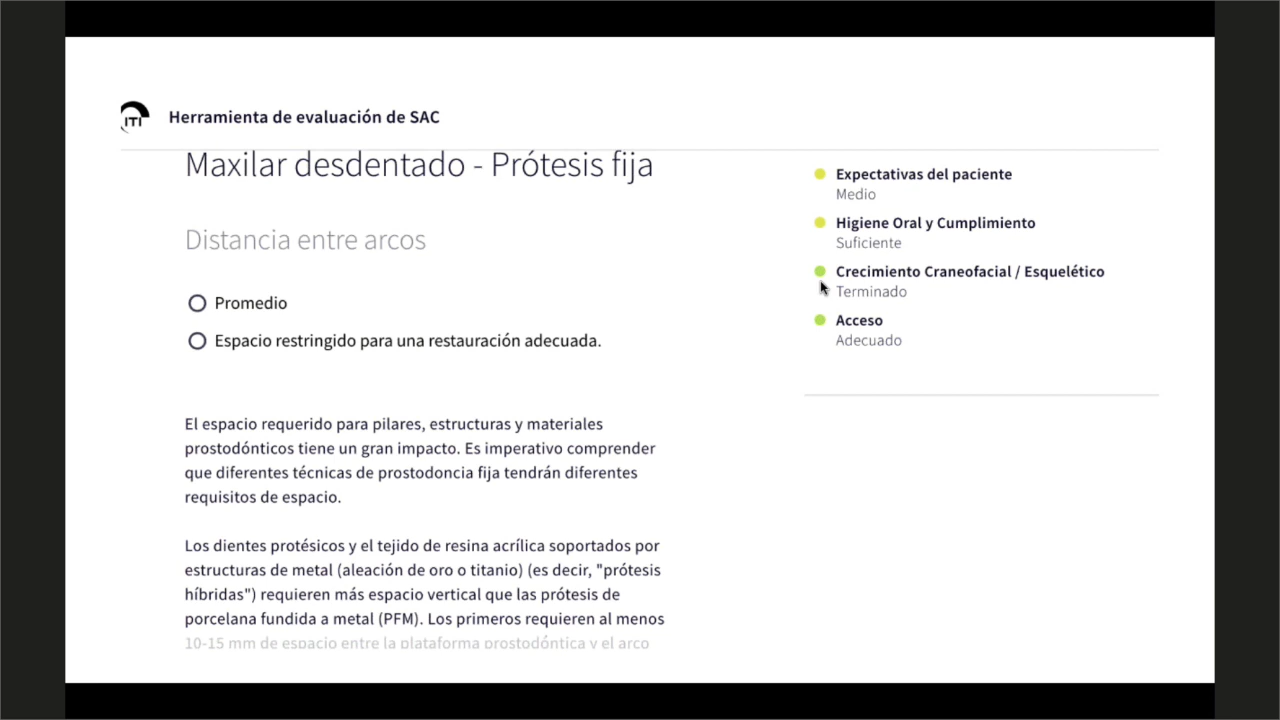 ITI
Herramienta de evaluación de SAC
Maxilar desdentado - Prótesis fija
Distancia entre arcos
Promedio
Espacio restringido para una restauración adecuada.
El espacio requerido para pilares, estructuras y materiales
prostodónticos tiene un gran impacto. Es imperativo comprender
que diferentes técnicas de prostodoncia fija tendrán diferentes
requisitos de espacio.
Los dientes protésicos y el tejido de resina acrílica soportados por
estructuras de metal (aleación de oro o titanio) (es decir, "prótesis
híbridas") requieren más espacio vertical que las prótesis de
porcelana fundida a metal (PFM). Los primeros requieren al menos
10-15 mm de espacio entre la plataforma prostodóntica y el arco
Expectativas del paciente
Medio
Higiene Oral y Cumplimiento
Suficiente
Crecimiento Craneofacial / Esquelético
Terminado
Acceso
Adecuado